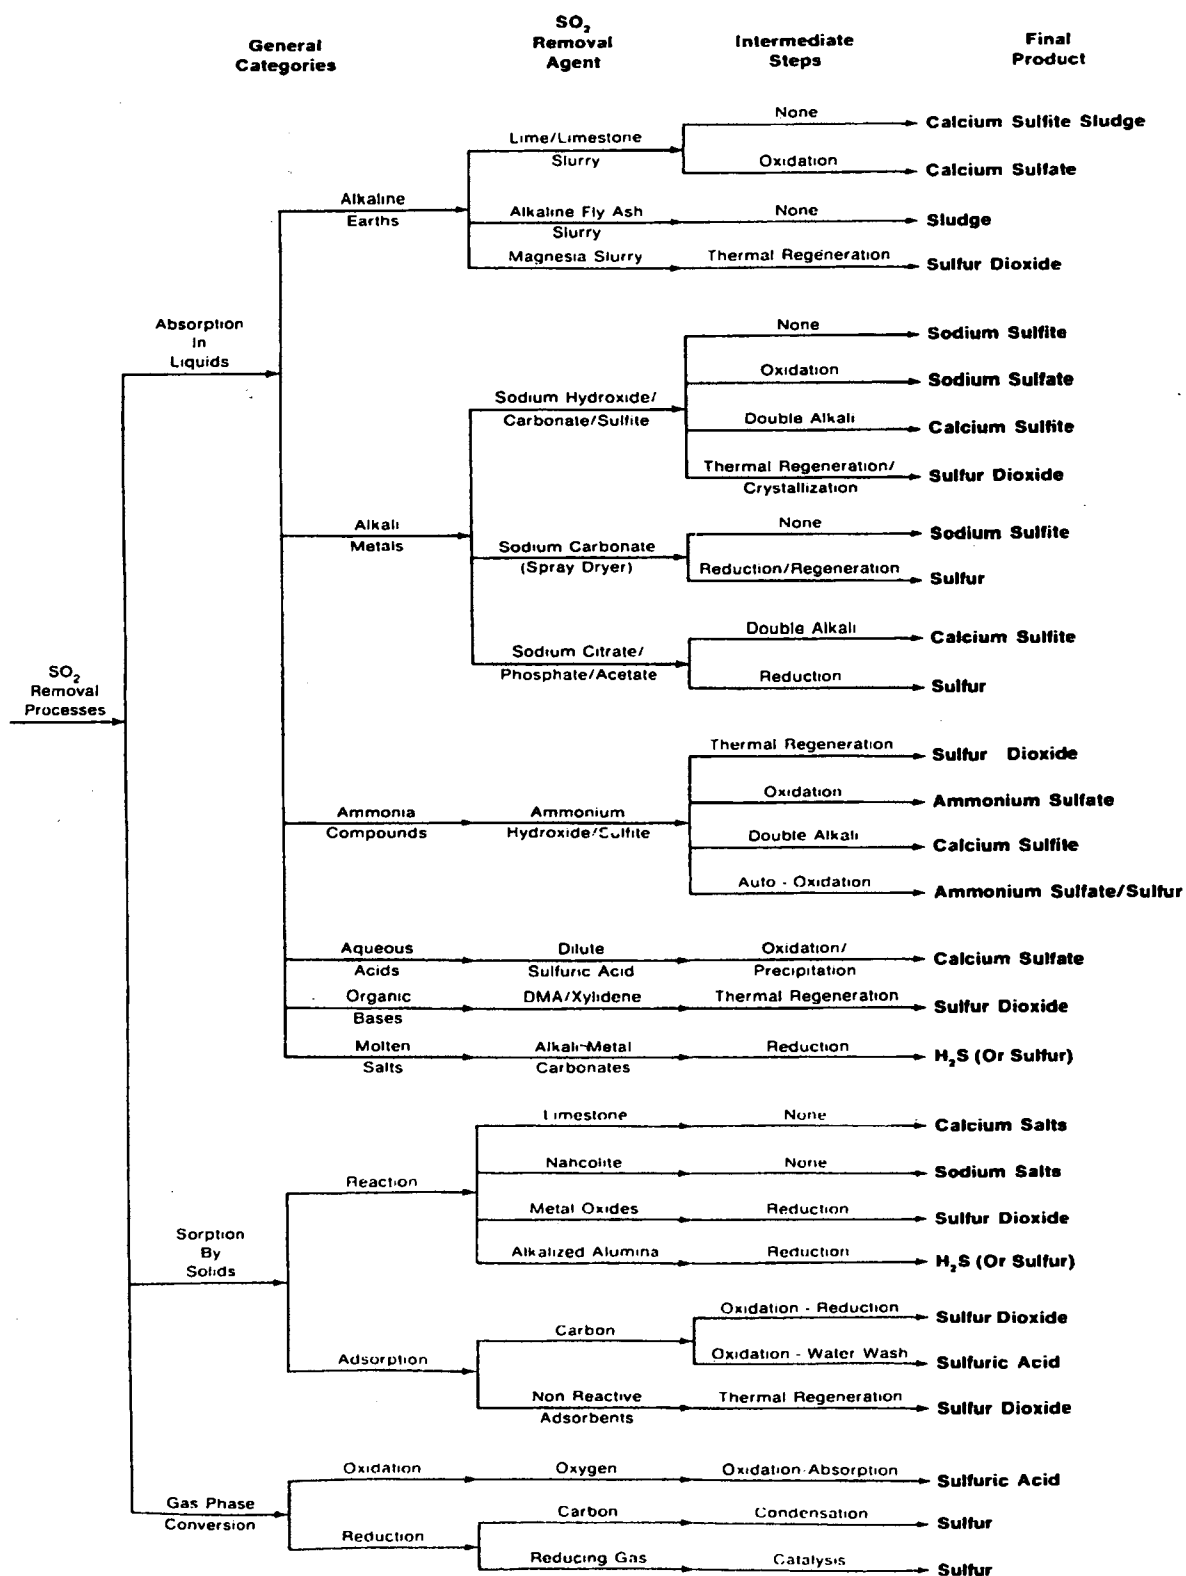 General
Categories
SO₂
Removal
Agent
Intermediate
Steps
Final
Product
SO₂
Removal
Processes
Absorption
In
Liquids
Alkaline
Earths
Lime/Limestone
Slurry
None
Calcium Sulfite Sludge
Oxidation
Calcium Sulfate
Alkaline Fly Ash
Slurry
None
Sludge
Magnesia Slurry
Thermal Regeneration
Sulfur Dioxide
Alkali
Metals
Sodium Hydroxide/
Carbonate/Sulfite
None
Sodium Sulfite
Oxidation
Sodium Sulfate
Double Alkali
Calcium Sulfite
Thermal Regeneration/
Crystallization
Sulfur Dioxide
Sodium Carbonate
(Spray Dryer)
None
Sodium Sulfite
Reduction/Regeneration
Sulfur
Sodium Citrate/
Phosphate/Acetate
Double Alkali
Calcium Sulfite
Reduction
Sulfur
Ammonia
Compounds
Ammonium
Hydroxide/Sulfite
Thermal Regeneration
Sulfur Dioxide
Oxidation
Ammonium Sulfate
Double Alkali
Calcium Sulfite
Auto - Oxidation
Ammonium Sulfate/Sulfur
Aqueous
Acids
Dilute
Sulfuric Acid
Oxidation/
Precipitation
Calcium Sulfate
Organic
Bases
DMA/Xylidene
Thermal Regeneration
Sulfur Dioxide
Molten
Salts
Alkali-Metal
Carbonates
Reduction
H₂S (Or Sulfur)
Sorption
By
Solids
Reaction
Limestone
None
Calcium Salts
Nahcolite
None
Sodium Salts
Metal Oxides
Reduction
Sulfur Dioxide
Alkalized Alumina
Reduction
H₂S (Or Sulfur)
Adsorption
Carbon
Oxidation - Reduction
Sulfur Dioxide
Oxidation - Water Wash
Sulfuric Acid
Non Reactive
Adsorbents
Thermal Regeneration
Sulfur Dioxide
Gas Phase
Conversion
Oxidation
Oxygen
Oxidation-Absorption
Sulfuric Acid
Reduction
Carbon
Condensation
Sulfur
Reducing Gas
Catalysis
Sulfur